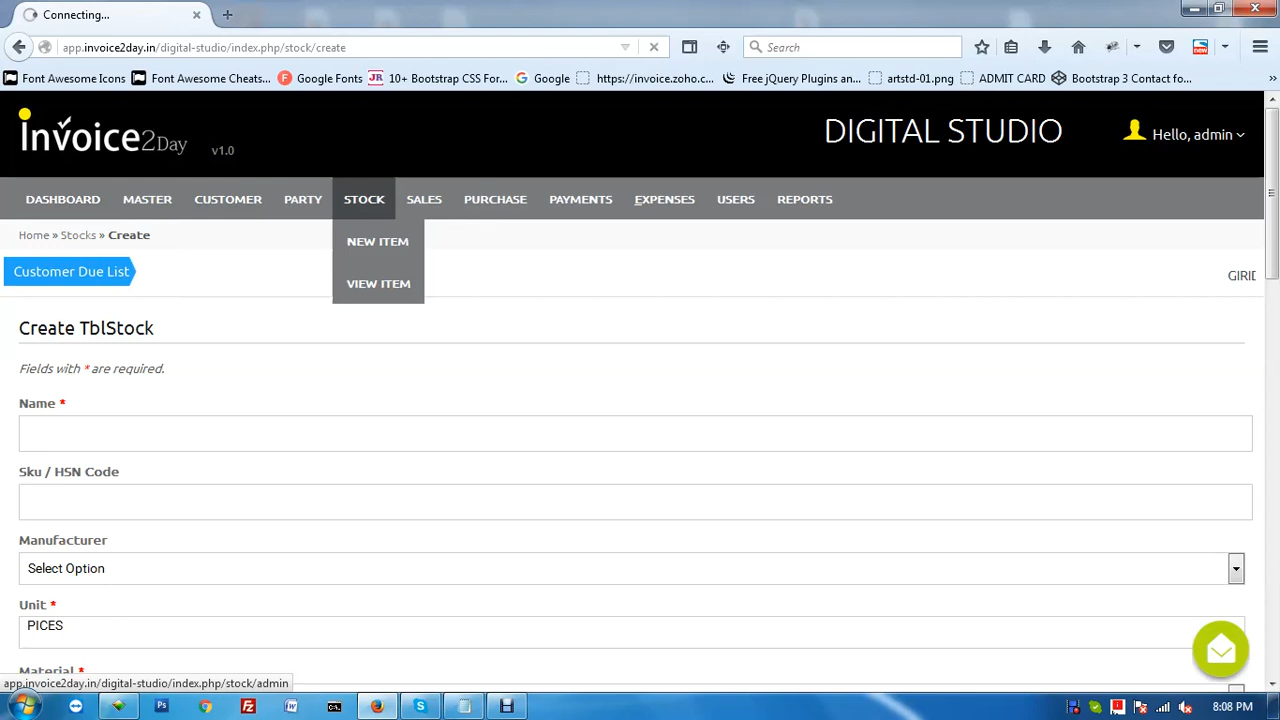 Connecting...
app.invoice2day.in/digital-studio/index.php/stock/create
Search
Font Awesome Icons
Font Awesome Cheats...
Google Fonts
10+ Bootstrap CSS For...
Google
https://invoice.zoho.c...
Free jQuery Plugins an...
artstd-01.png
ADMIT CARD
Bootstrap 3 Contact fo...
»
Invoice2Day v1.0
DIGITAL STUDIO
Hello, admin
DASHBOARD MASTER CUSTOMER PARTY STOCK SALES PURCHASE PAYMENTS EXPENSES USERS REPORTS
NEW ITEM
VIEW ITEM
Home » Stocks » Create
Customer Due List
GIRID
Create TblStock
Fields with * are required.
Name *
Sku / HSN Code
Manufacturer
Select Option
Unit *
PICES
Material *
app.invoice2day.in/digital-studio/index.php/stock/admin
8:08 PM